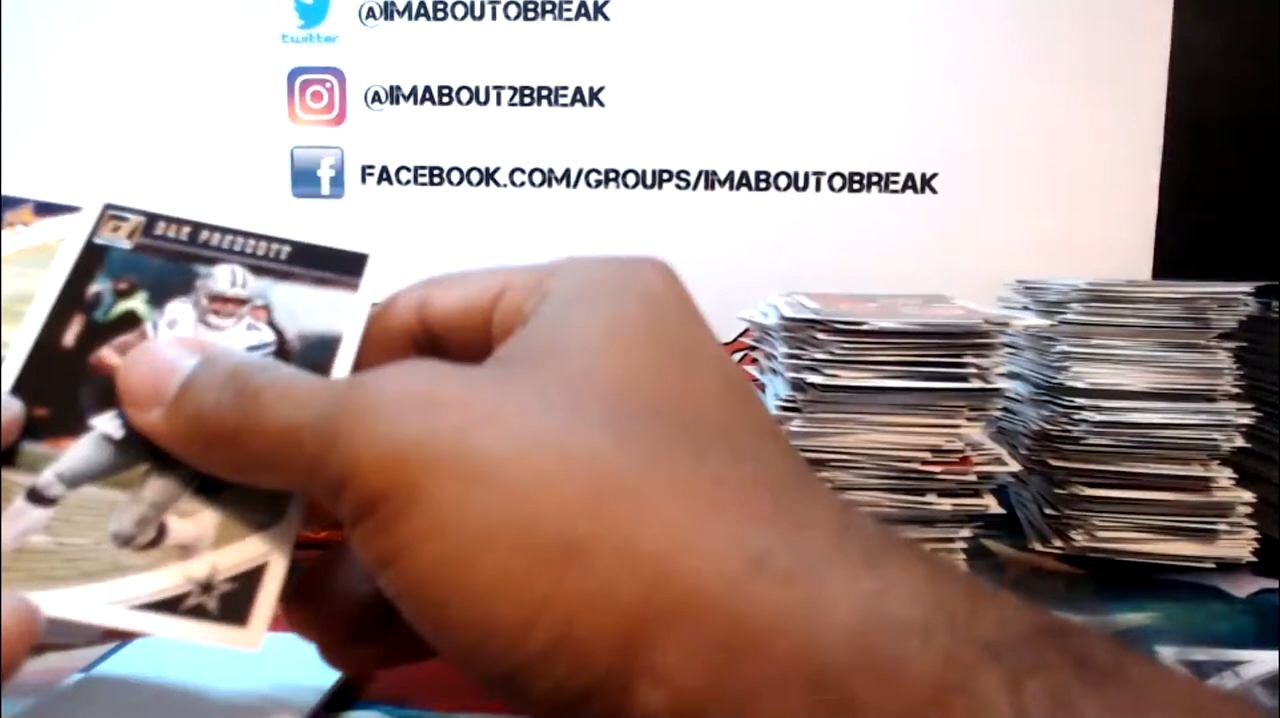 @IMABOUTOBREAK
twitter
@IMABOUT2BREAK
FACEBOOK.COM/GROUPS/IMABOUTOBREAK
DAK PRESCOTT